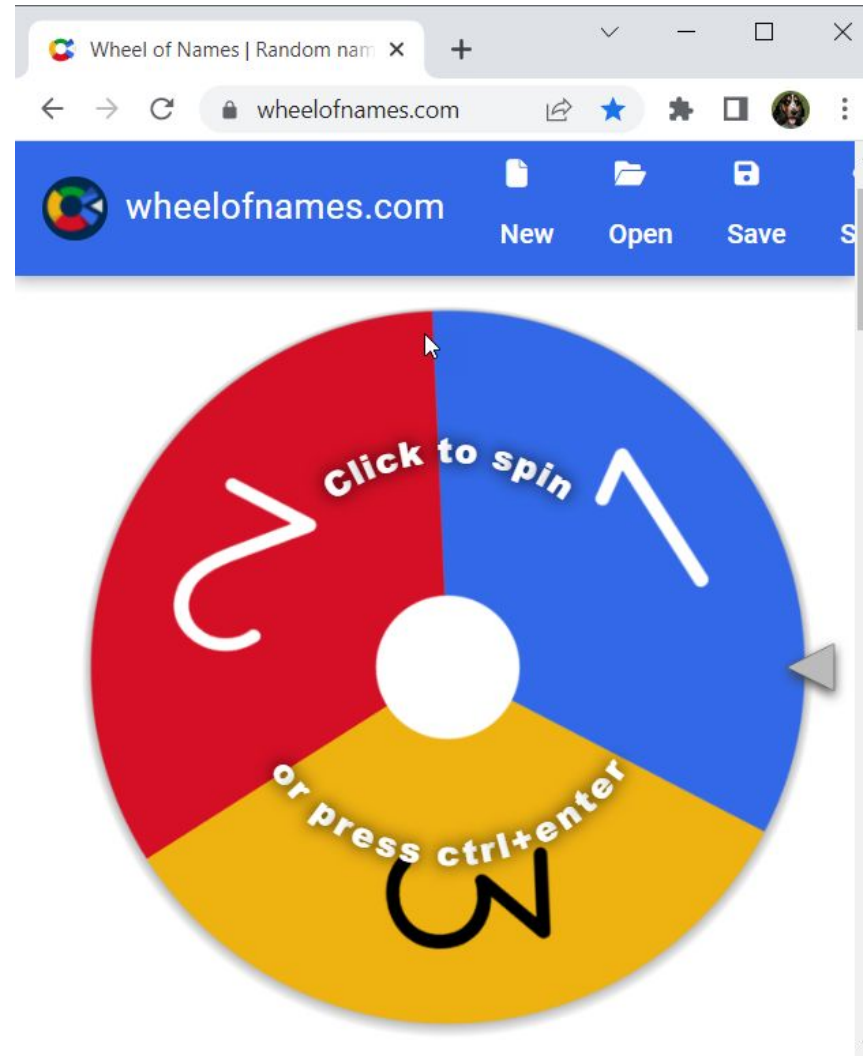 Wheel of Names | Random nam
wheelofnames.com
wheelofnames.com
New
Open
Save
S
Click to spin
1
2
or press ctrl+enter
3